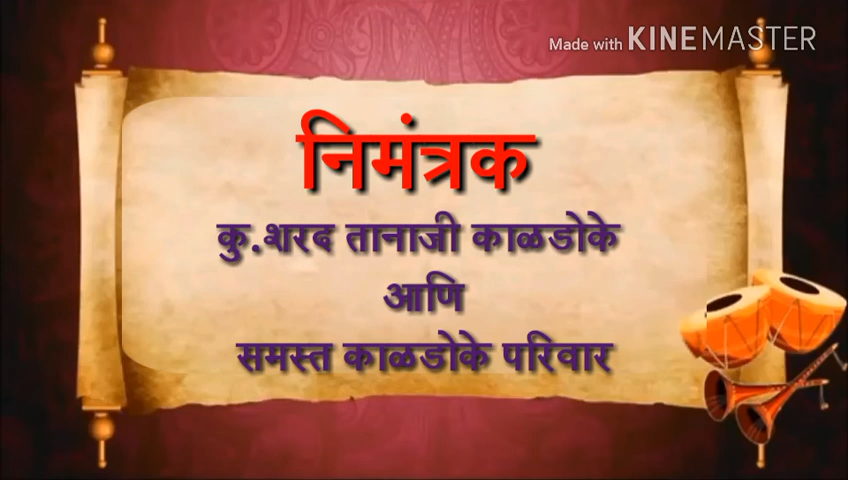 Made with KINEMASTER
निमंत्रक
कु.शरद तानाजी काळडोके
आणि
समस्त काळडोके परिवार